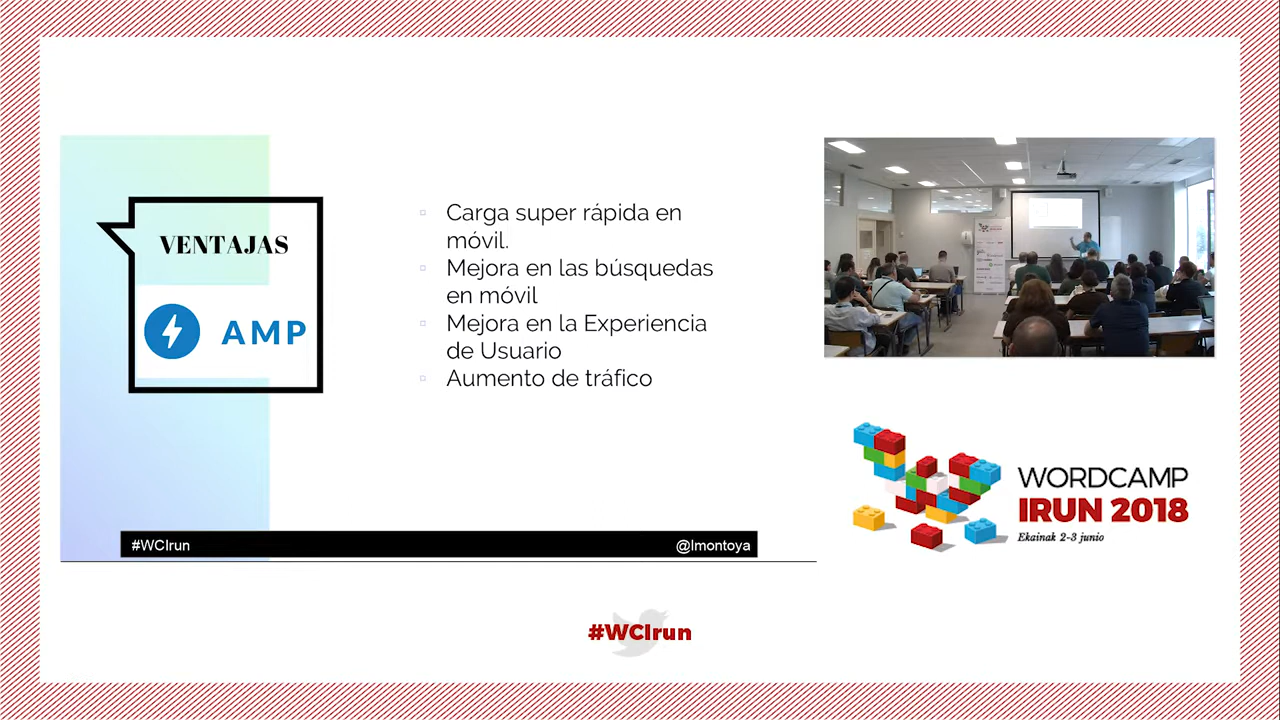 VENTAJAS
AMP
Carga super rápida en
móvil.
Mejora en las búsquedas
en móvil
Mejora en la Experiencia
de Usuario
Aumento de tráfico
#WCIrun
@lmontoya
WORDCAMP
IRUN 2018
Ekainak 2-3 junio
#WCIrun